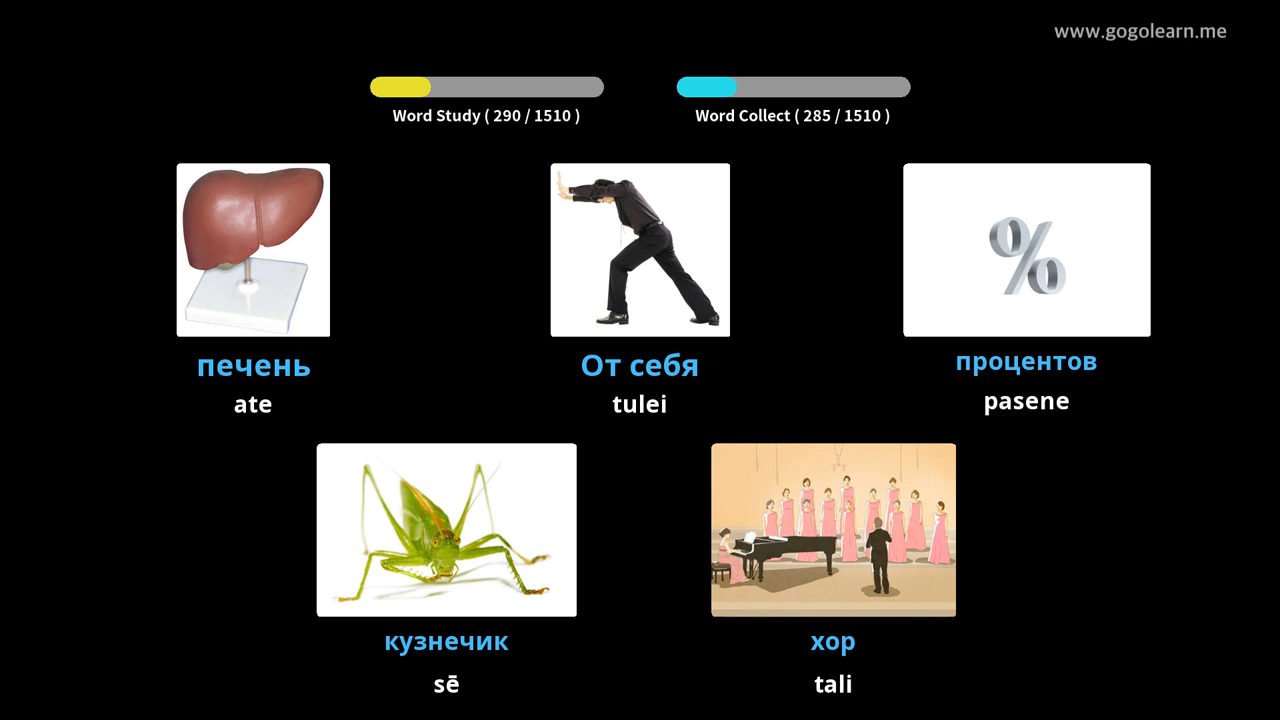 www.gogolearn.me
Word Study ( 290 / 1510 )
Word Collect ( 285 / 1510 )
печень
ate
От себя
tulei
процентов
pasene
%
кузнечик
sē
хор
tali